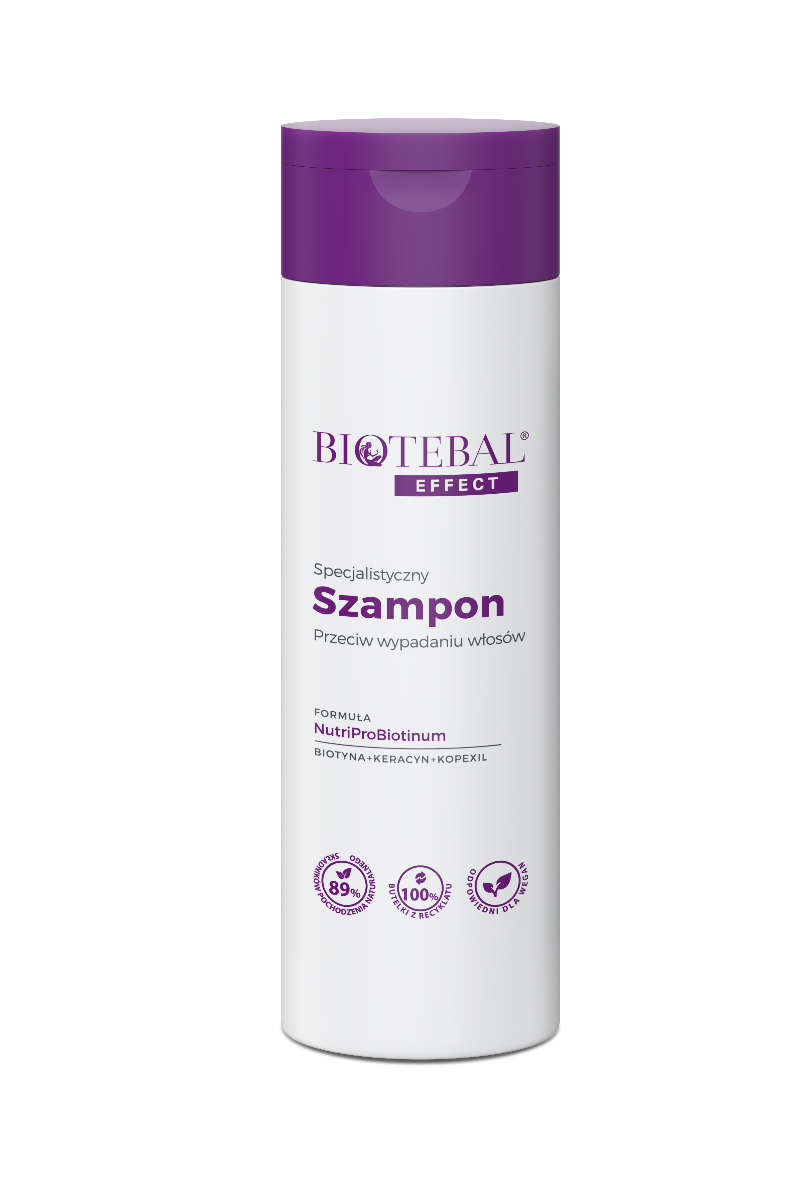 BIOTEBAL®
EFFECT
Specjalistyczny
Szampon
Przeciw wypadaniu włosów
FORMUŁA
NutriProBiotinum
BIOTYNA+KERACYN+KOPEXIL
89%
SKŁADNIKÓW POCHODZENIA NATURALNEGO
100%
BUTELKI Z RECYKLATU
ODPOWIEDNI DLA WEGAN